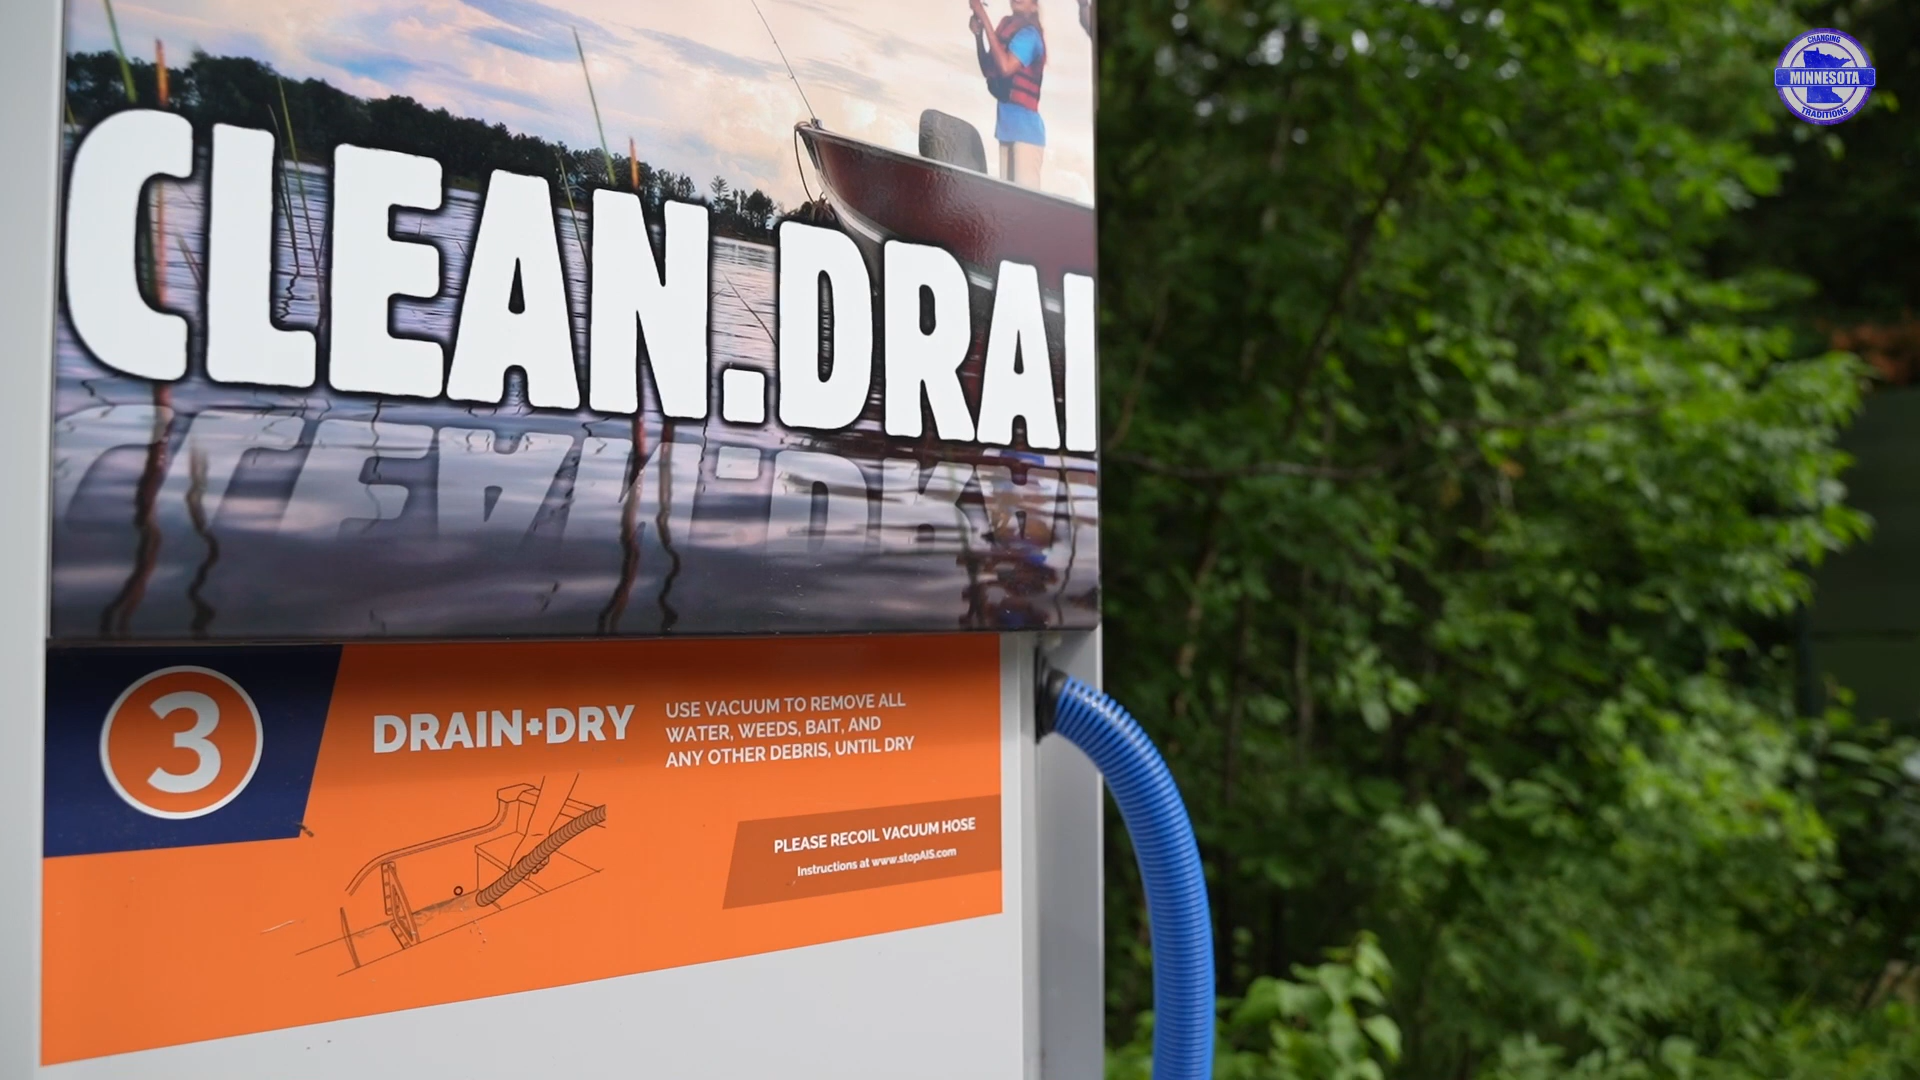 CHANGING
MINNESOTA
TRADITIONS
CLEAN.DRAI
3
DRAIN+DRY
USE VACUUM TO REMOVE ALL
WATER, WEEDS, BAIT, AND
ANY OTHER DEBRIS, UNTIL DRY
PLEASE RECOIL VACUUM HOSE
Instructions at www.stopAIS.com